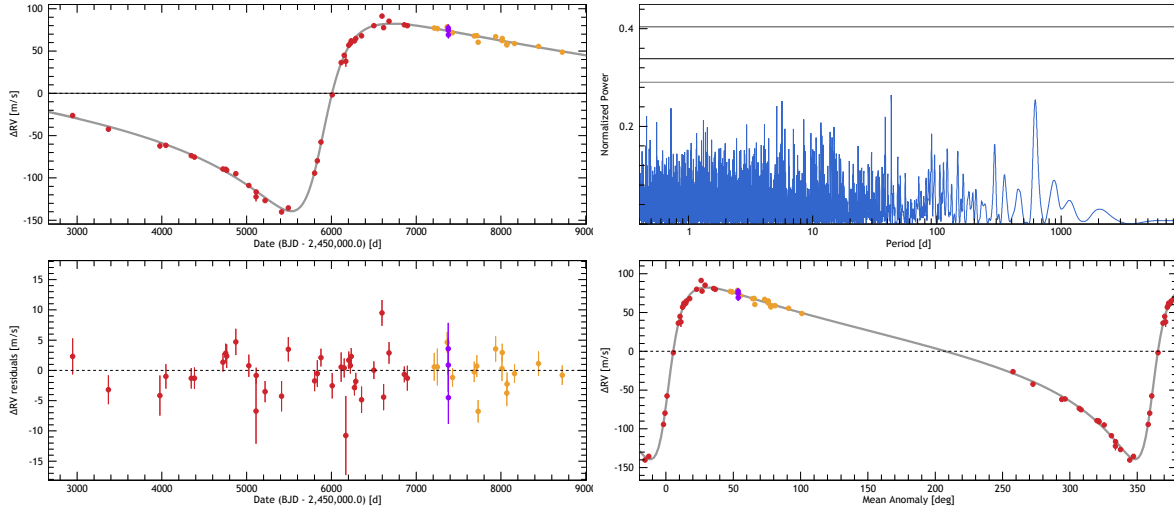 ΔRV [m/s]
100
50
0
-50
-100
-150
3000 4000 5000 6000 7000 8000 9000
Date (BJD - 2,450,000.0) [d]
Normalized Power
0.4
0.2
1 10 100 1000
Period [d]
ΔRV residuals [m/s]
15
10
5
0
-5
-10
-15
3000 4000 5000 6000 7000 8000 9000
Date (BJD - 2,450,000.0) [d]
ΔRV [m/s]
100
50
0
-50
-100
-150
0 50 100 150 200 250 300 350
Mean Anomaly [deg]